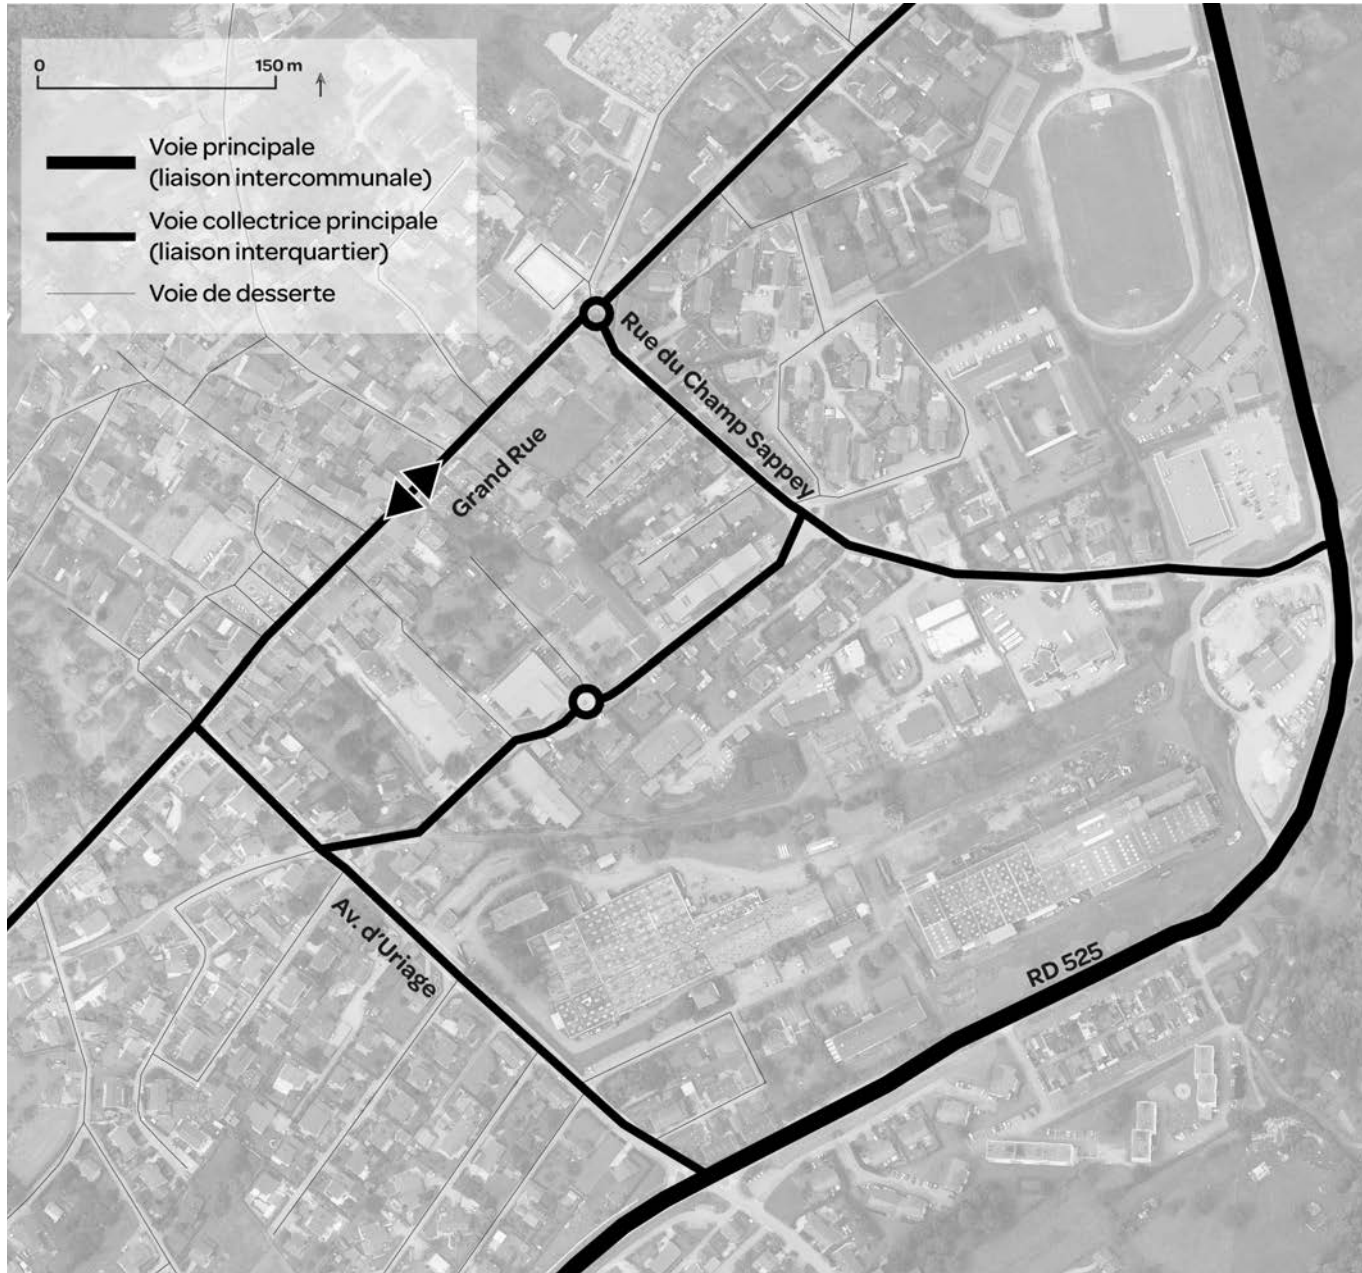 0 150 m
Voie principale
(liaison intercommunale)
Voie collectrice principale
(liaison interquartier)
Voie de desserte
Rue du Champ Sappey
Grand Rue
Av. d'Uriage
RD 525